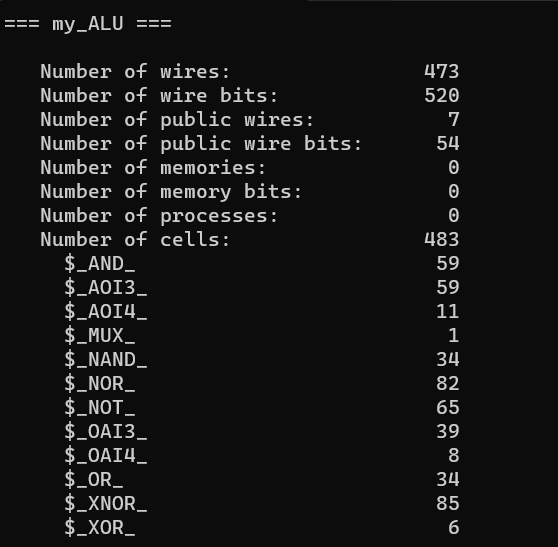 === my_ALU ===
Number of wires: 473
Number of wire bits: 520
Number of public wires: 7
Number of public wire bits: 54
Number of memories: 0
Number of memory bits: 0
Number of processes: 0
Number of cells: 483
$_AND_ 59
$_AOI3_ 59
$_AOI4_ 11
$_MUX_ 1
$_NAND_ 34
$_NOR_ 82
$_NOT_ 65
$_OAI3_ 39
$_OAI4_ 8
$_OR_ 34
$_XNOR_ 85
$_XOR_ 6